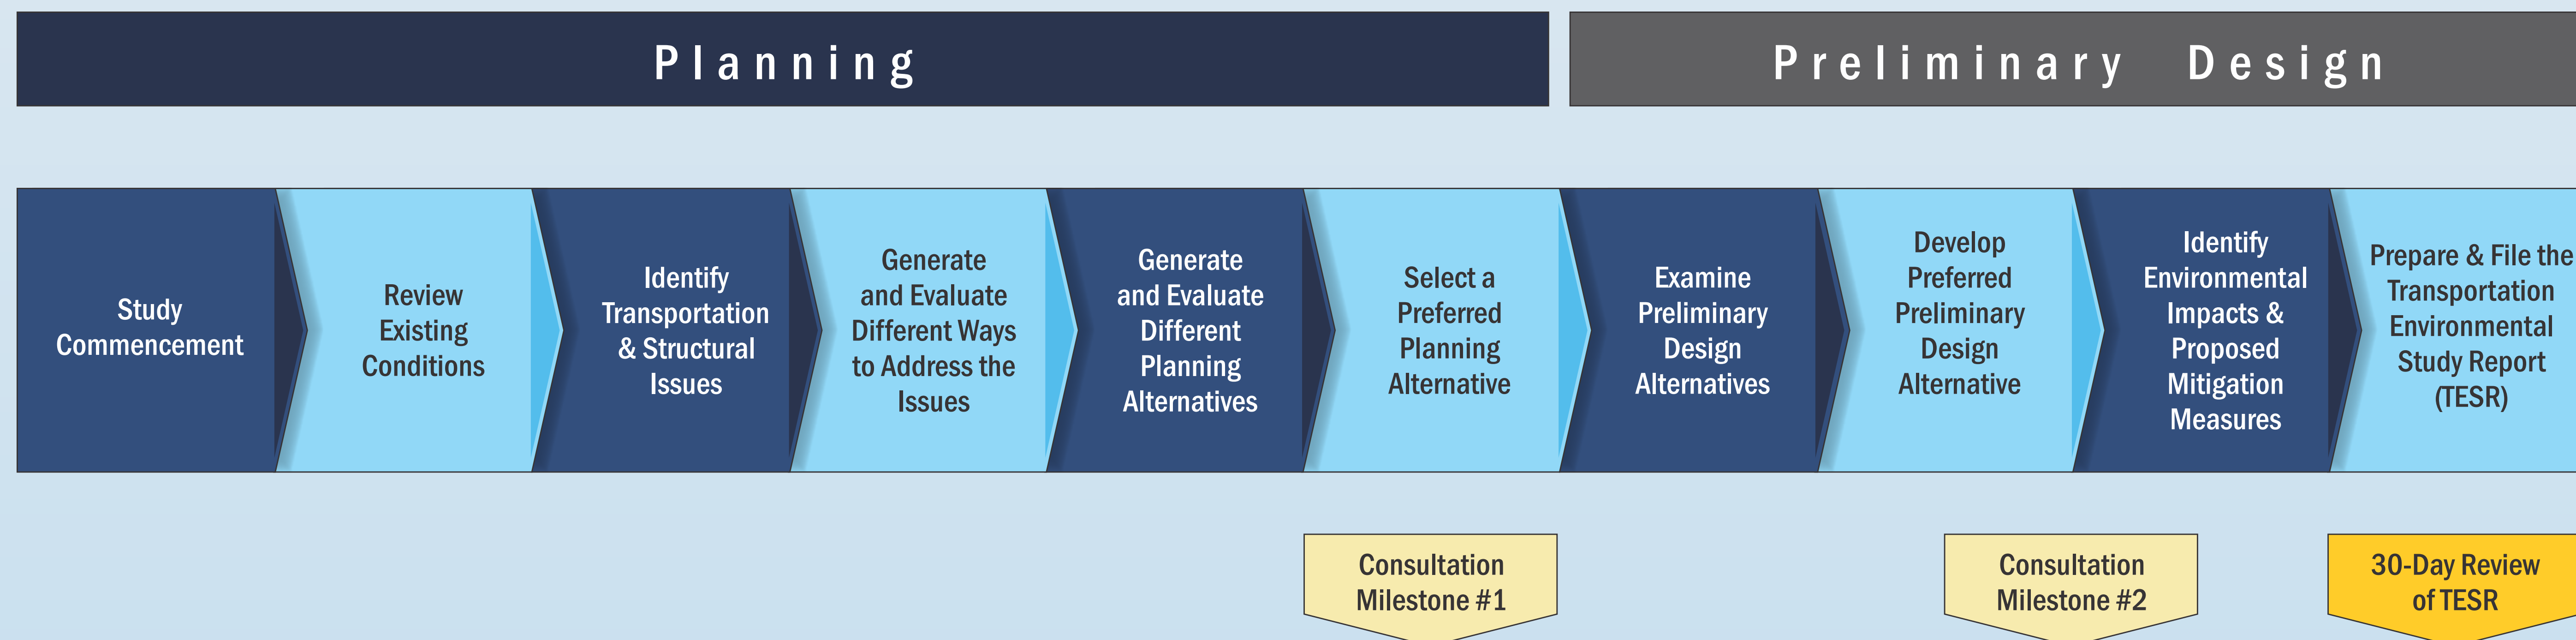 Planning
Preliminary Design
Study
Commencement
Review
Existing
Conditions
Identify
Transportation
& Structural
Issues
Generate
and Evaluate
Different Ways
to Address the
Issues
Generate
and Evaluate
Different
Planning
Alternatives
Select a
Preferred
Planning
Alternative
Examine
Preliminary
Design
Alternatives
Develop
Preferred
Preliminary
Design
Alternative
Identify
Environmental
Impacts &
Proposed
Mitigation
Measures
Prepare & File the
Transportation
Environmental
Study Report
(TESR)
Consultation
Milestone #1
Consultation
Milestone #2
30-Day Review
of TESR